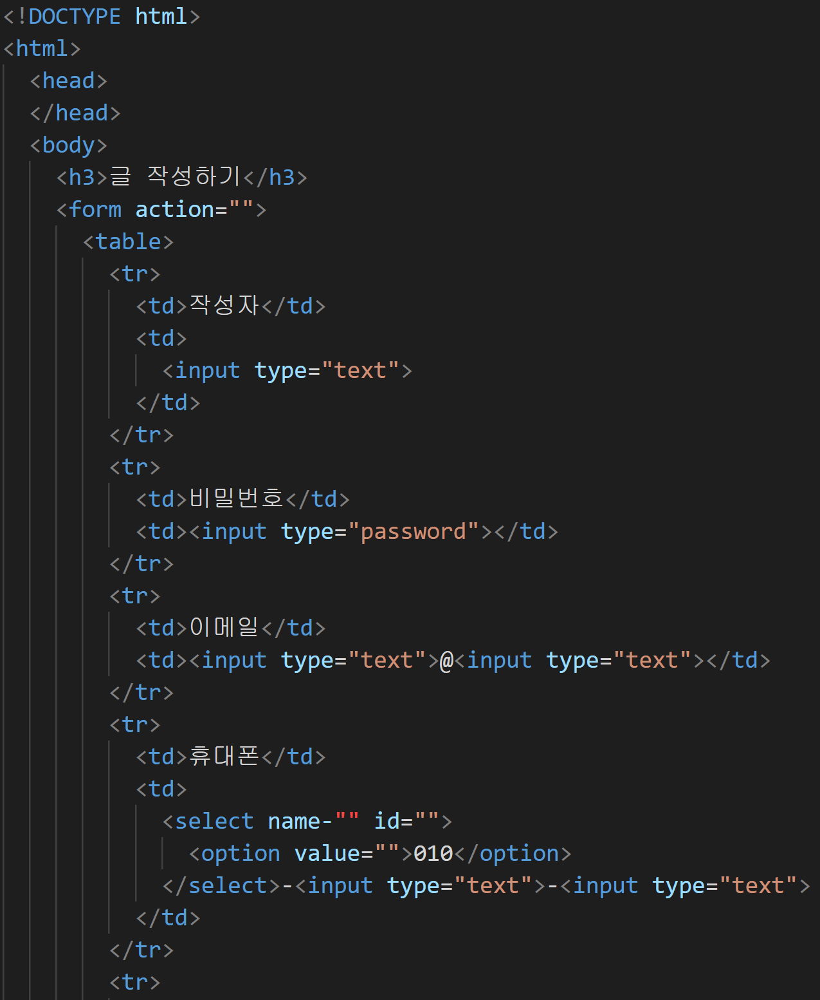 <!DOCTYPE html>
<html>
<head>
</head>
<body>
<h3>글 작성하기</h3>
<form action="">
<table>
<tr>
<td>작성자</td>
<td>
<input type="text">
</td>
</tr>
<tr>
<td>비밀번호</td>
<td><input type="password"></td>
</tr>
<tr>
<td>이메일</td>
<td><input type="text">@<input type="text"></td>
</tr>
<tr>
<td>휴대폰</td>
<td>
<select name-"" id="">
<option value="">010</option>
</select>-<input type="text">-<input type="text">
</td>
</tr>
<tr>